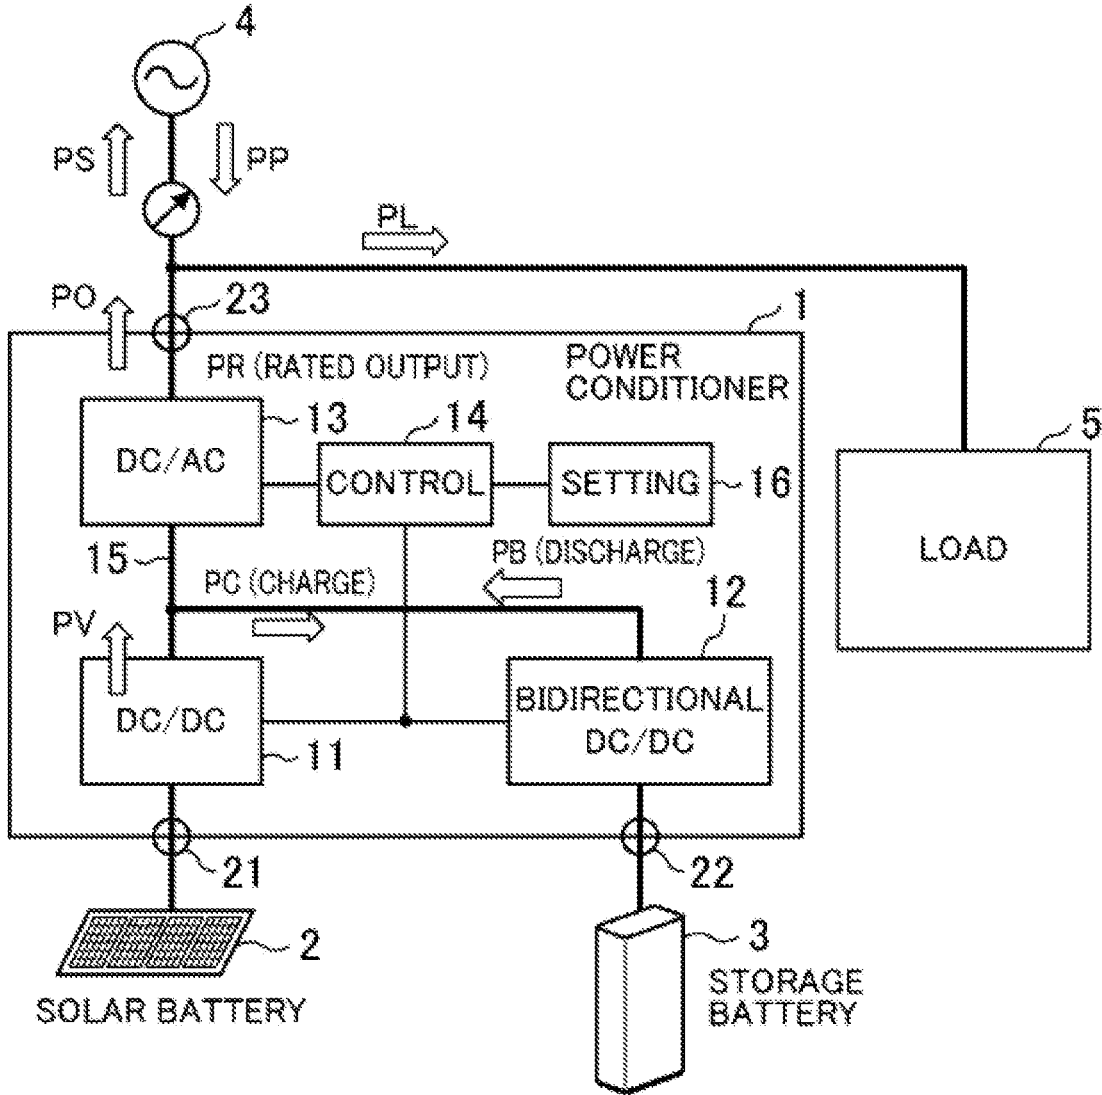 4
PS
PP
PL
PO
23
1
PR (RATED OUTPUT)
POWER
CONDITIONER
13
14
5
DC/AC
CONTROL
SETTING
16
LOAD
15
PB (DISCHARGE)
PC (CHARGE)
12
PV
DC/DC
BIDIRECTIONAL
DC/DC
11
21
22
2
3
SOLAR BATTERY
STORAGE
BATTERY